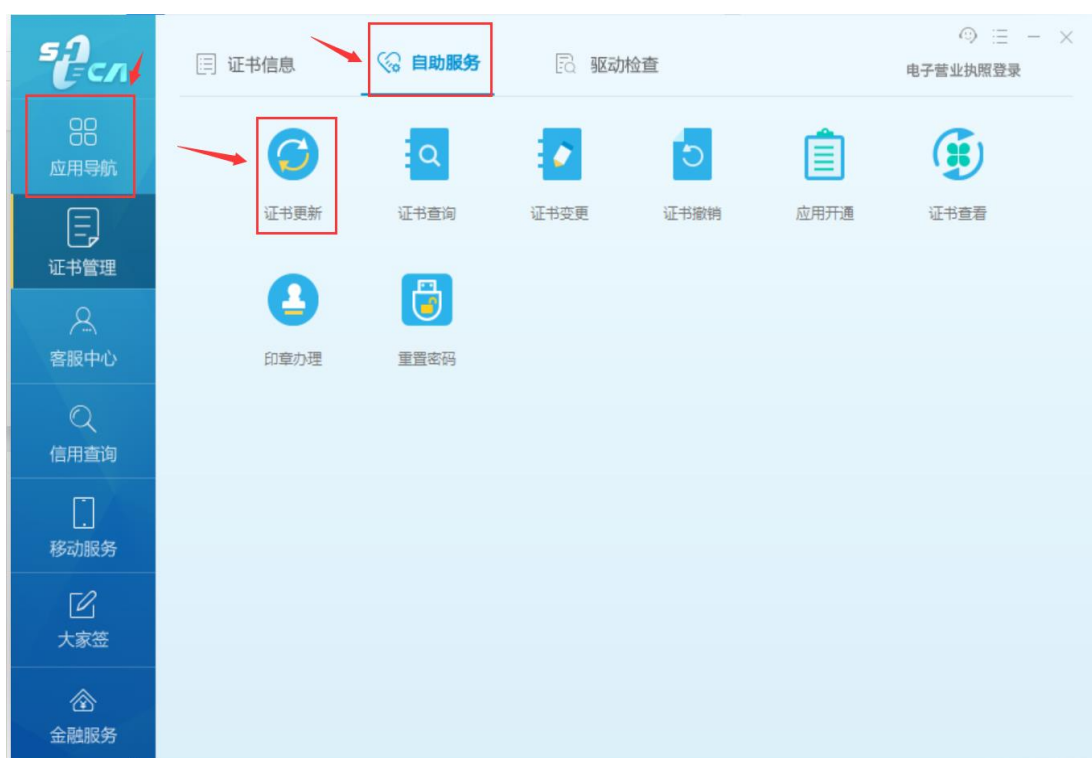 SHECA
证书信息
自助服务
驱动检查
电子营业执照登录
应用导航
证书管理
客服中心
信用查询
移动服务
大家签
金融服务
证书更新
证书查询
证书变更
证书撤销
应用开通
证书查看
印章办理
重置密码